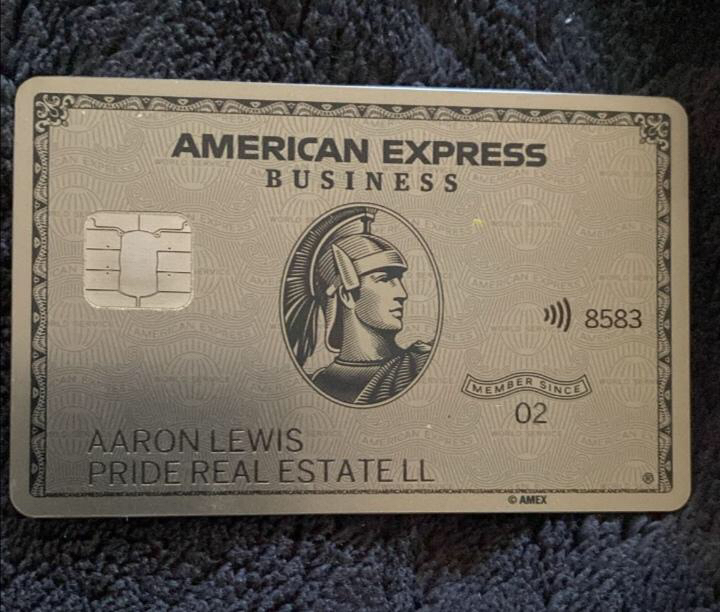 AMERICAN EXPRESS
BUSINESS
8583
MEMBER SINCE
02
AARON LEWIS
PRIDE REAL ESTATE LL
®
© AMEX